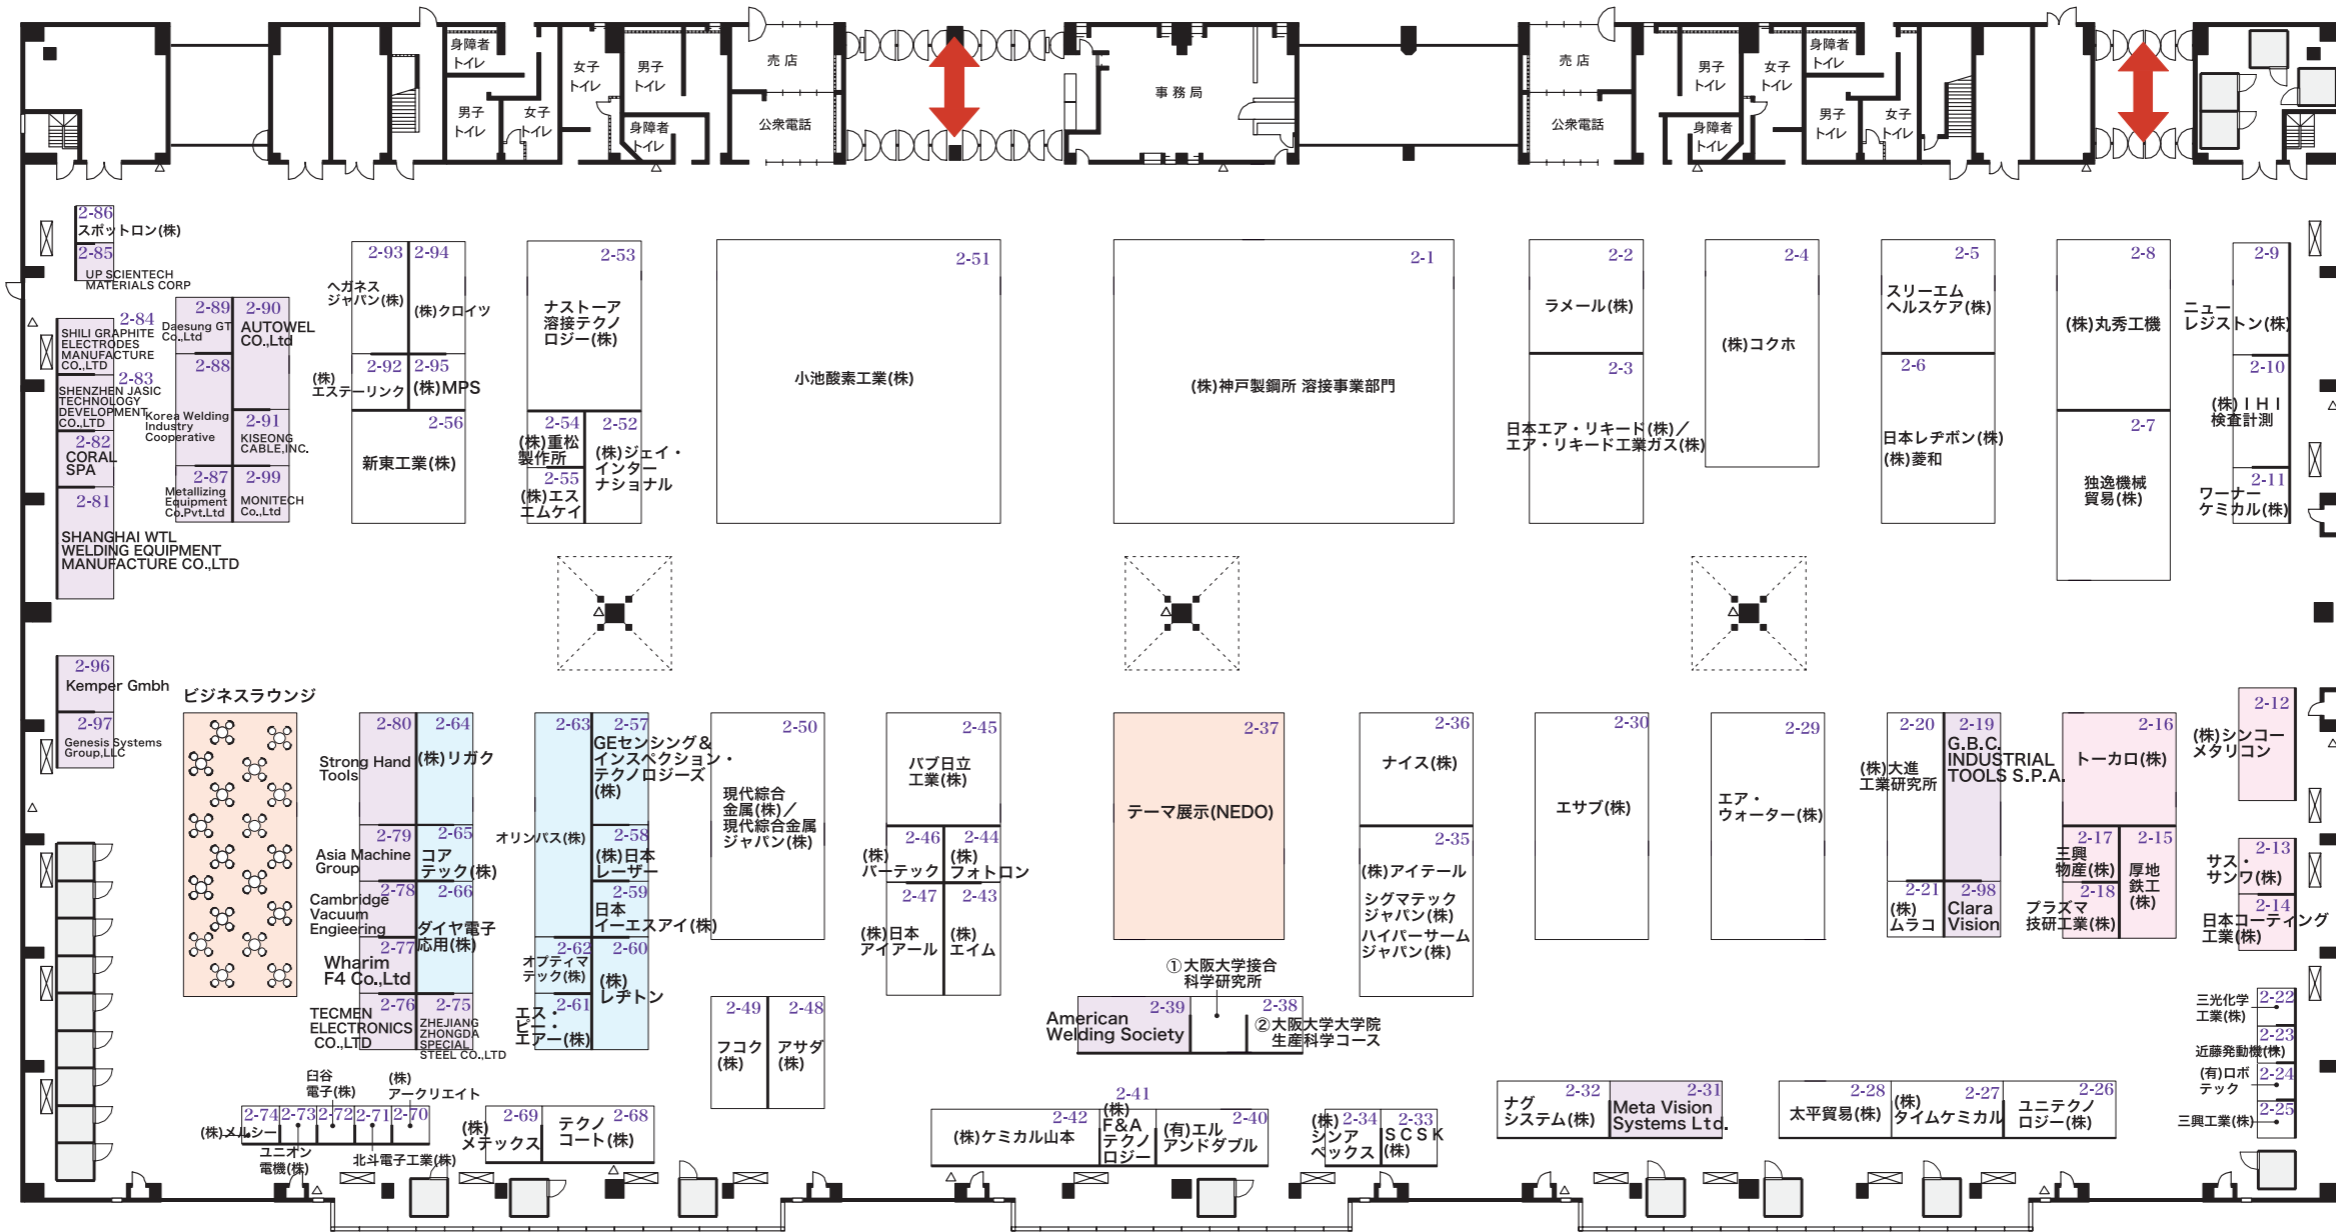 身障者
トイレ
男子
トイレ
女子
トイレ
女子
トイレ
男子
トイレ
身障者
トイレ
売店
公衆電話
事務局
売店
公衆電話
男子
トイレ
身障者
トイレ
女子
トイレ
身障者
トイレ
男子
トイレ
女子
トイレ
2-86
スポットロン(株)
2-85
UP SCIENTECH
MATERIALS CORP
2-84
SHILI GRAPHITE
ELECTRODES
MANUFACTURE
CO.,LTD
2-83
SHENZHEN JASIC
TECHNOLOGY
DEVELOPMENT
CO.,LTD
2-82
CORAL
SPA
2-81
SHANGHAI WTL
WELDING EQUIPMENT
MANUFACTURE CO.,LTD
2-89
Daesung GT
Co.,Ltd
2-90
AUTOWEL
CO.,Ltd
2-88
Korea Welding
Industry
Cooperative
2-91
KISEONG
CABLE,INC.
2-87
Metallizing
Equipment
Co.Pvt.Ltd
2-99
MONITECH
Co.,Ltd
2-93
ヘガネス
ジャパン(株)
2-94
(株)クロイツ
2-92
(株)
エステーリンク
2-95
(株)MPS
2-56
新東工業(株)
2-53
ナストーア
溶接テクノ
ロジー(株)
2-54
(株)重松
製作所
2-52
(株)ジェイ・
インター
ナショナル
2-55
(株)エス
エムケイ
2-51
小池酸素工業(株)
2-1
(株)神戸製鋼所 溶接事業部門
2-2
ラメール(株)
2-3
日本エア・リキード(株)／
エア・リキード工業ガス(株)
2-4
(株)コクホ
2-5
スリーエム
ヘルスケア(株)
2-6
日本レヂボン(株)
(株)菱和
2-8
(株)丸秀工機
2-7
独逸機械
貿易(株)
2-9
ニュー
レジストン(株)
2-10
(株)ＩＨＩ
検査計測
2-11
ワーナー
ケミカル(株)
2-96
Kemper Gmbh
2-97
Genesis Systems
Group,LLC
ビジネスラウンジ
2-80
Strong Hand
Tools
2-64
(株)リガク
2-79
Asia Machine
Group
2-65
コア
テック(株)
2-78
Cambridge
Vacuum
Engieering
2-66
ダイヤ電子
応用(株)
2-77
Wharim
F4 Co.,Ltd
2-76
TECMEN
ELECTRONICS
CO.,LTD
2-75
ZHEJIANG
ZHONGDA
SPECIAL
STEEL CO.,LTD
2-63
オリンパス(株)
2-57
GEセンシング＆
インスペクション・
テクノロジーズ
(株)
2-58
(株)日本
レーザー
2-59
日本
イーエスアイ(株)
2-62
オプティマ
テック(株)
2-60
(株)
レヂトン
2-61
エス・
ピー・
エアー(株)
2-50
現代綜合
金属(株)／
現代綜合金属
ジャパン(株)
2-49
フコク
(株)
2-48
アサダ
(株)
2-45
バブ日立
工業(株)
2-46
(株)
パーテック
2-44
(株)
フォトロン
2-47
(株)日本
アイアール
2-43
(株)
エイム
2-37
テーマ展示(NEDO)
①大阪大学接合
科学研究所
2-39
American
Welding Society
2-38
②大阪大学大学院
生産科学コース
2-36
ナイス(株)
2-35
(株)アイテール
シグマテック
ジャパン(株)
ハイパーサーム
ジャパン(株)
2-30
エサブ(株)
2-29
エア・
ウォーター(株)
2-20
(株)大進
工業研究所
2-19
G.B.C.
INDUSTRIAL
TOOLS S.P.A.
2-21
(株)
ムラコ
2-98
Clara
Vision
2-16
トーカロ(株)
2-17
三興
物産(株)
2-15
厚地
鉄工
(株)
2-18
プラズマ
技研工業(株)
2-12
(株)シンコー
メタリコン
2-13
サス・
サンワ(株)
2-14
日本コーティング
工業(株)
2-22
三光化学
工業(株)
2-23
近藤発動機(株)
2-24
(有)ロボ
テック
2-25
三興工業(株)
臼谷
電子(株)
(株)
アークリエイト
2-74
2-73
2-72
2-71
2-70
(株)メルシー
ユニオン
電機(株)
北斗電子工業(株)
2-69
(株)
メテックス
2-68
テクノ
コート(株)
2-42
(株)ケミカル山本
2-41
(株)
F&A
テクノ
ロジー
2-40
(有)エル
アンドダブル
2-34
(株)
シンア
ペックス
2-33
ＳＣＳＫ
(株)
2-32
ナグ
システム(株)
2-31
Meta Vision
Systems Ltd.
2-28
太平貿易(株)
2-27
(株)
タイムケミカル
2-26
ユニテクノ
ロジー(株)